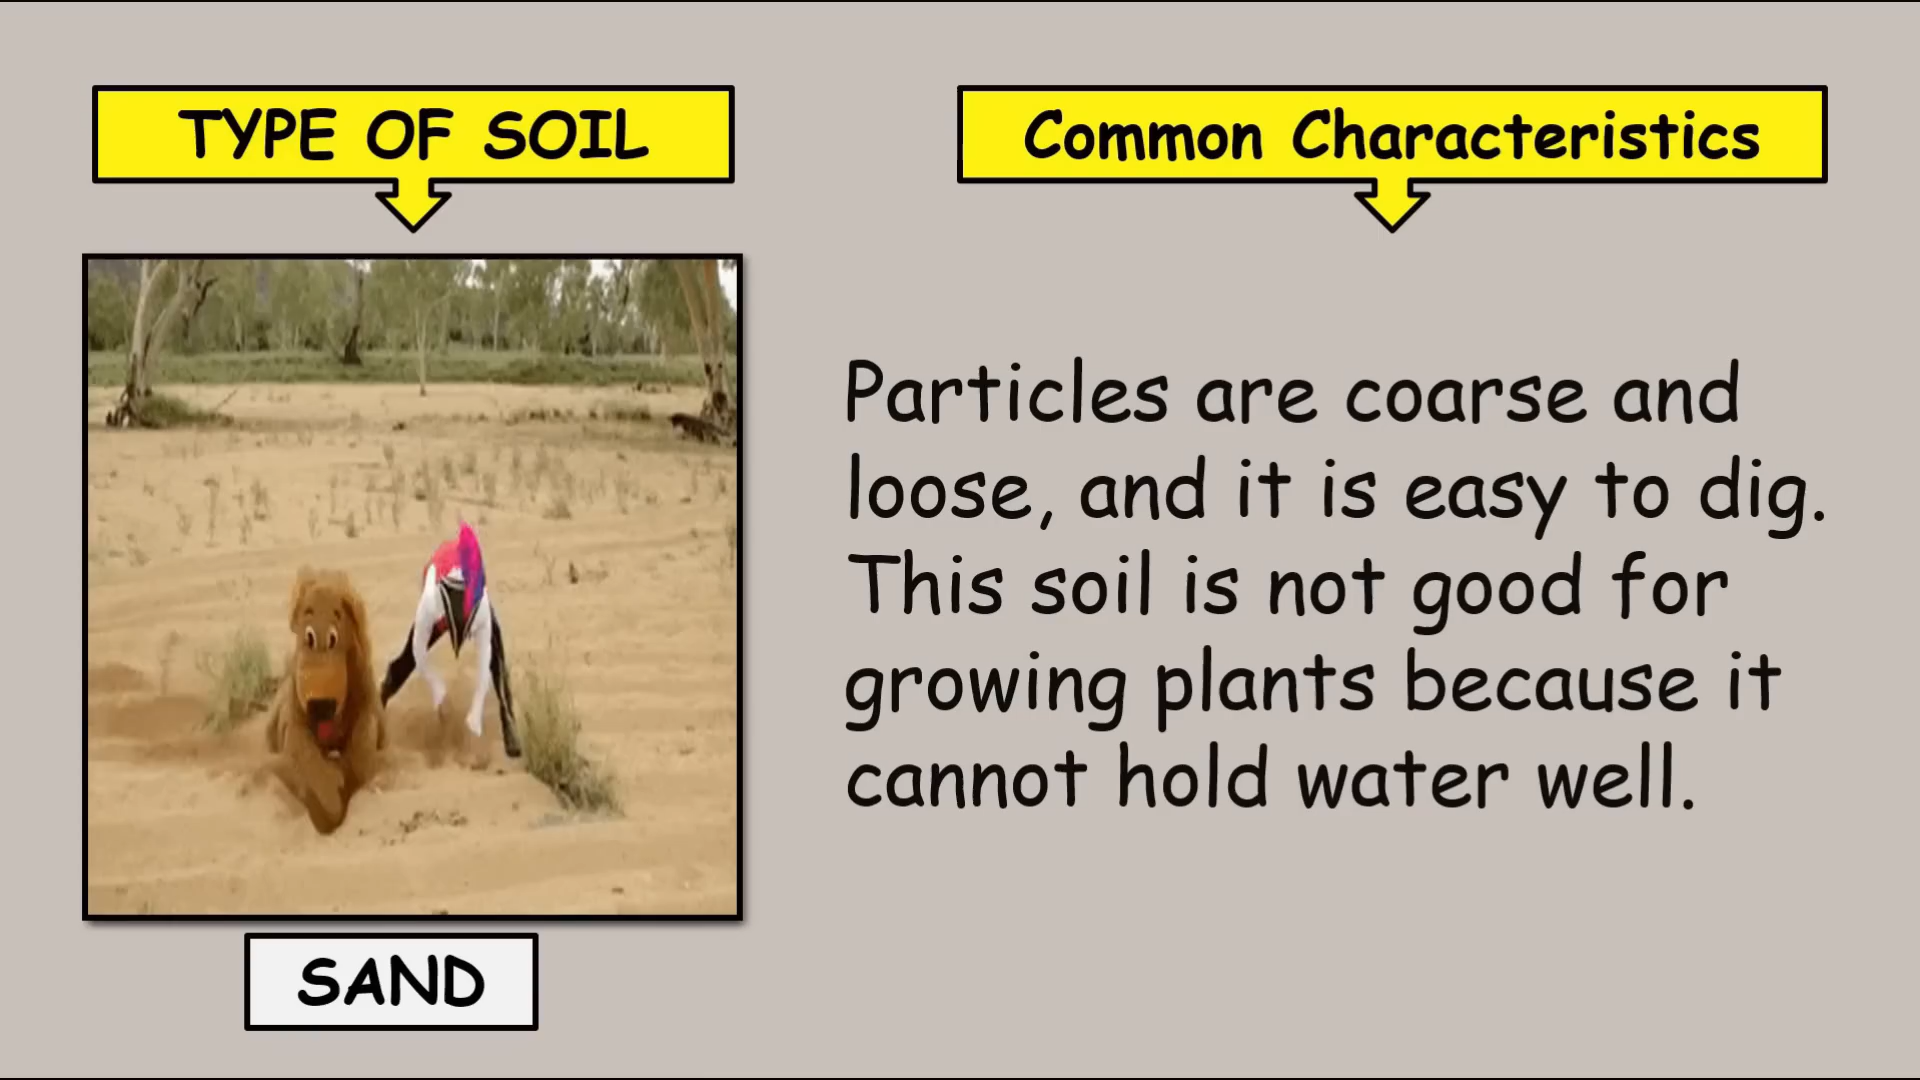 TYPE OF SOIL
Common Characteristics
Particles are coarse and
loose, and it is easy to dig.
This soil is not good for
growing plants because it
cannot hold water well.
SAND